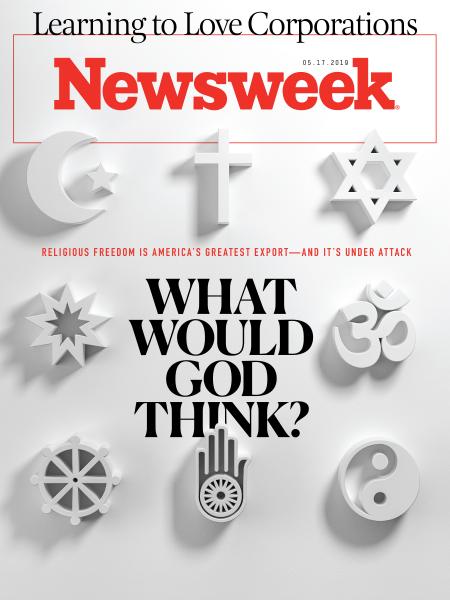 Learning to Love Corporations
05.17.2019
Newsweek®
RELIGIOUS FREEDOM IS AMERICA'S GREATEST EXPORT—AND IT'S UNDER ATTACK
WHAT
WOULD
GOD
THINK?